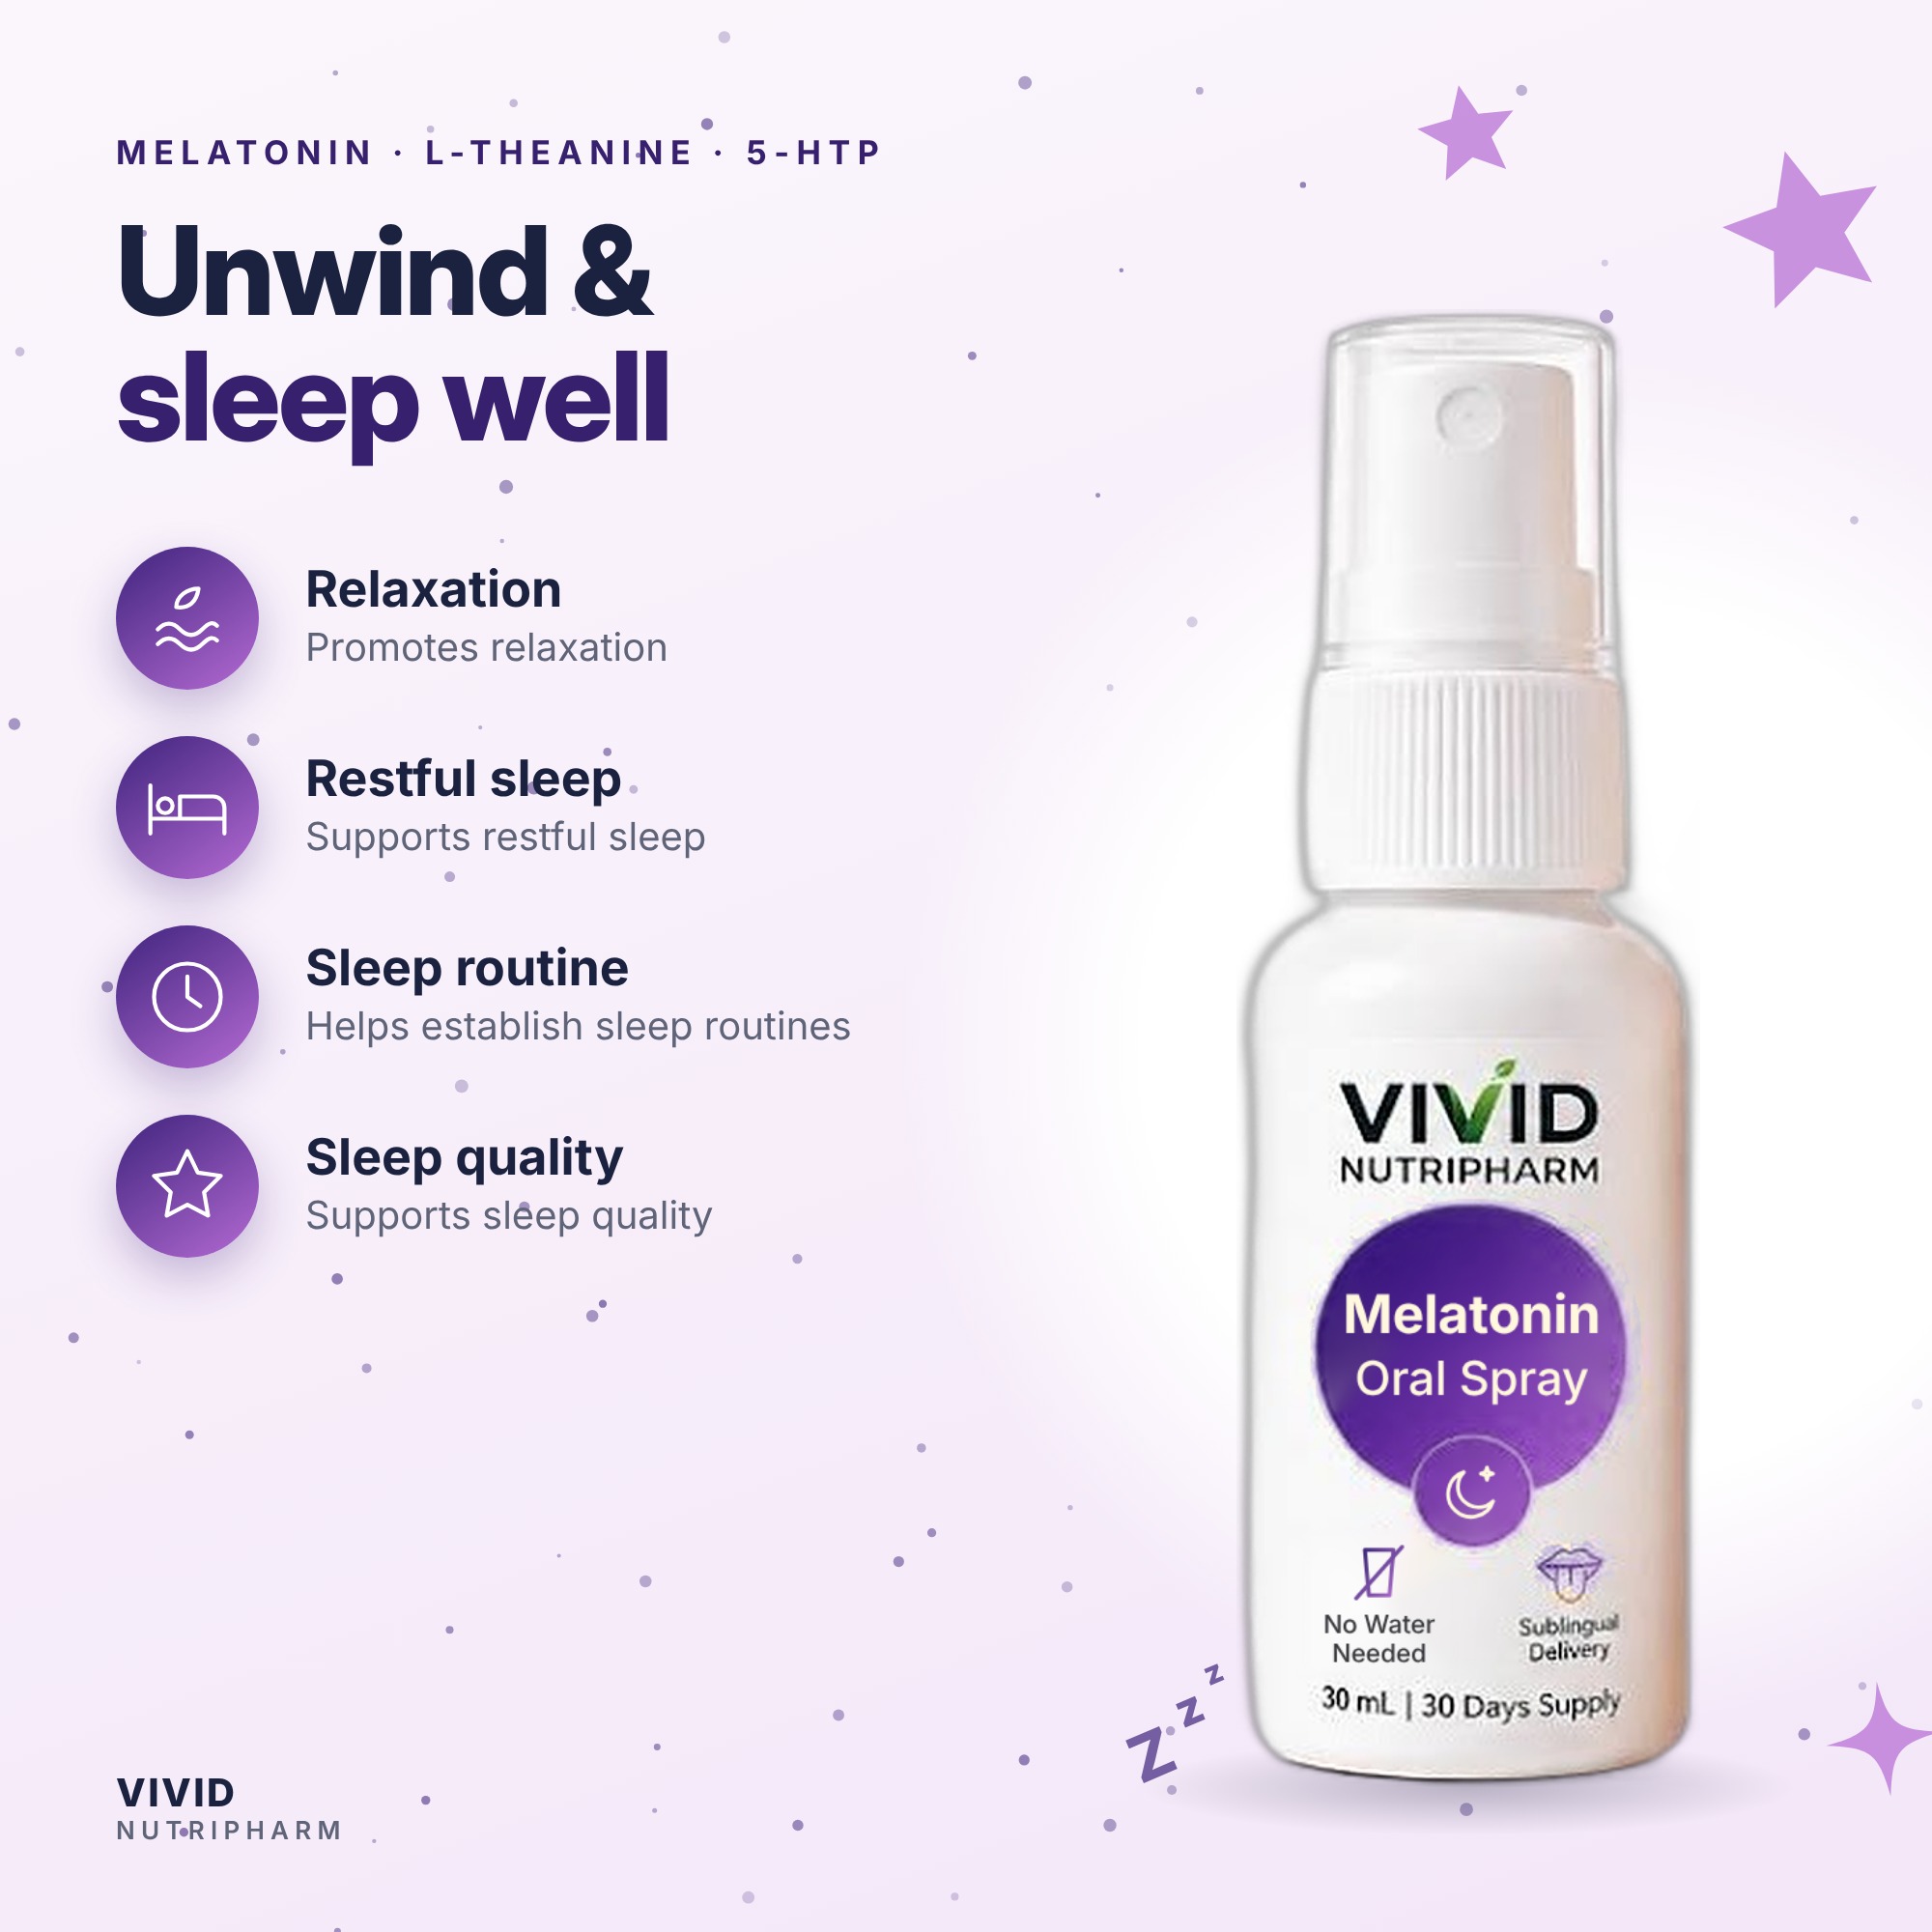 MELATONIN · L-THEANINE · 5-HTP
Unwind &
sleep well
Relaxation
Promotes relaxation
Restful sleep
Supports restful sleep
Sleep routine
Helps establish sleep routines
Sleep quality
Supports sleep quality
VIVID
NUTRIPHARM
Melatonin
Oral Spray
No Water
Needed
Sublingual
Delivery
30 mL | 30 Days Supply
z
z
Z
VIVID
NUTRIPHARM